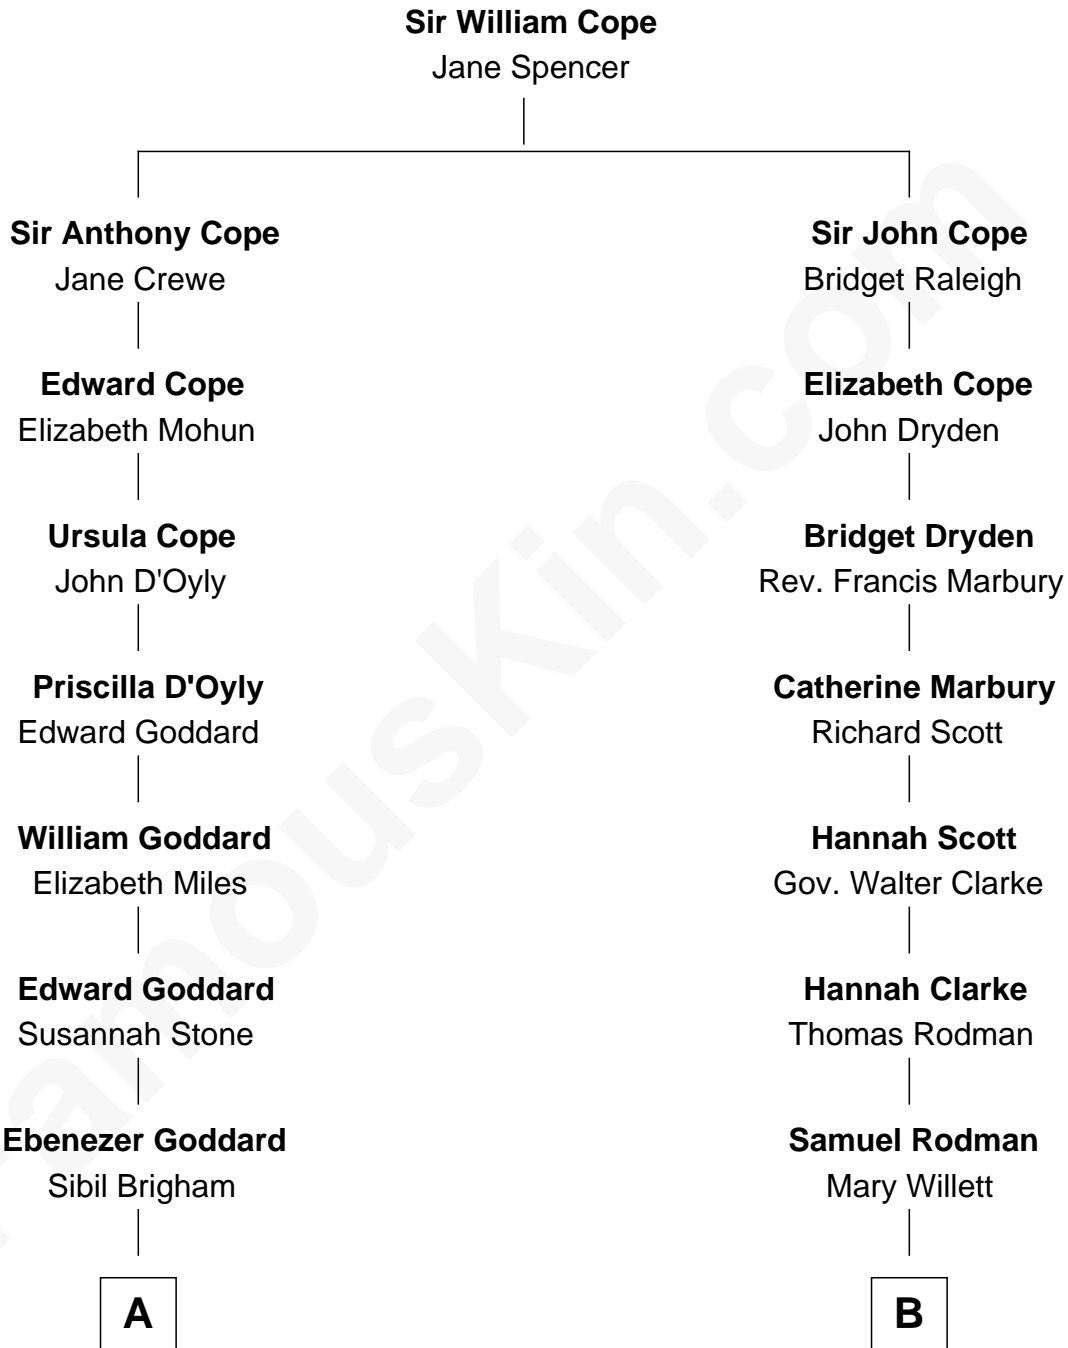 Sir William Cope
Jane Spencer
Sir Anthony Cope
Jane Crewe
Edward Cope
Elizabeth Mohun
Ursula Cope
John D'Oyly
Priscilla D'Oyly
Edward Goddard
William Goddard
Elizabeth Miles
Edward Goddard
Susannah Stone
Ebenezer Goddard
Sibil Brigham
A
Sir John Cope
Bridget Raleigh
Elizabeth Cope
John Dryden
Bridget Dryden
Rev. Francis Marbury
Catherine Marbury
Richard Scott
Hannah Scott
Gov. Walter Clarke
Hannah Clarke
Thomas Rodman
Samuel Rodman
Mary Willett
B
FamousKin.com